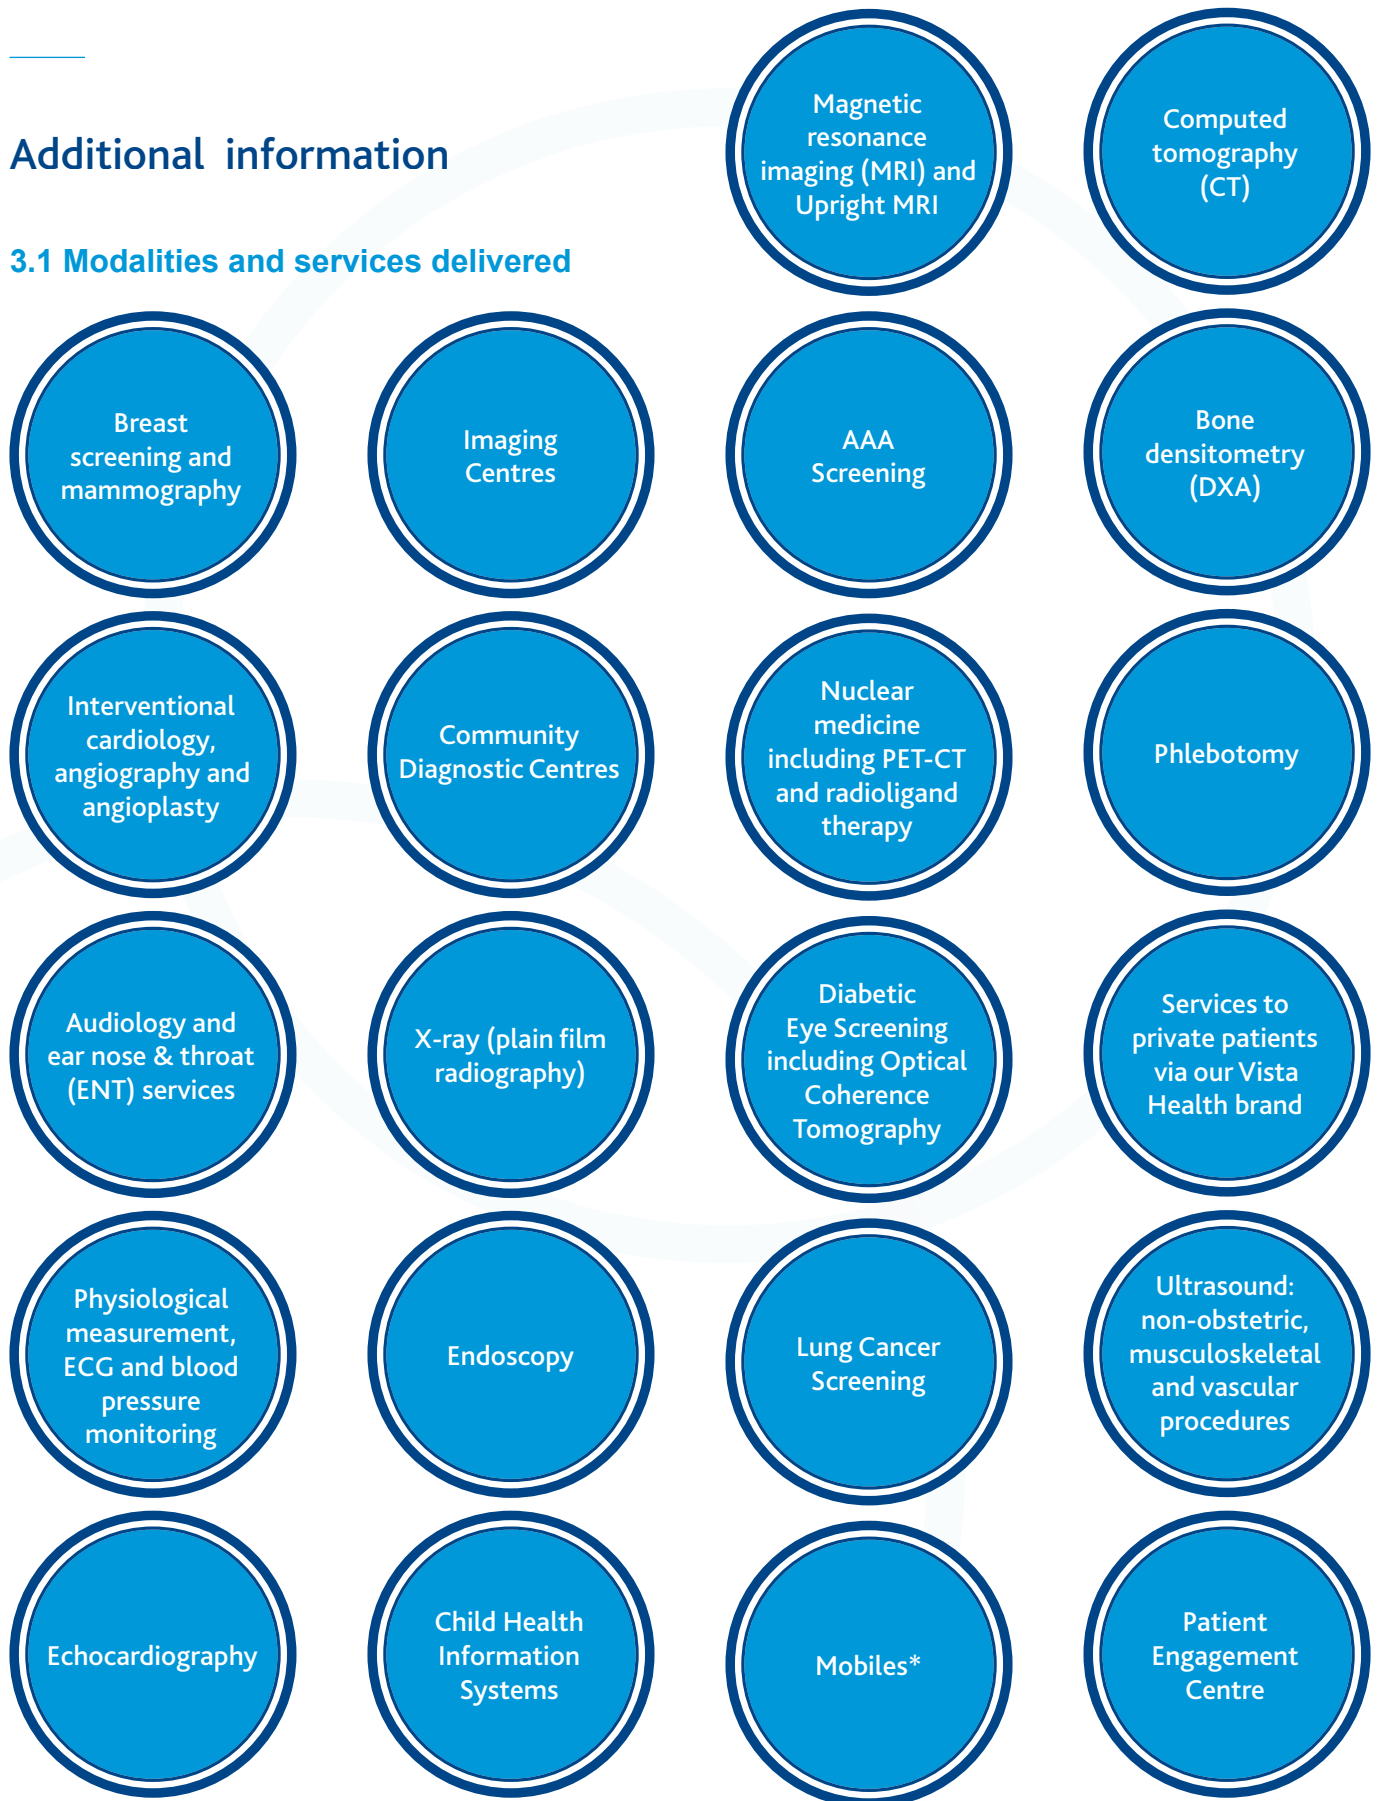 Additional information
3.1 Modalities and services delivered
Magnetic
resonance
imaging (MRI) and
Upright MRI
Computed
tomography
(CT)
Breast
screening and
mammography
Imaging
Centres
AAA
Screening
Bone
densitometry
(DXA)
Interventional
cardiology,
angiography and
angioplasty
Community
Diagnostic Centres
Nuclear
medicine
including PET-CT
and radioligand
therapy
Phlebotomy
Audiology and
ear nose & throat
(ENT) services
X-ray (plain film
radiography)
Diabetic
Eye Screening
including Optical
Coherence
Tomography
Services to
private patients
via our Vista
Health brand
Physiological
measurement,
ECG and blood
pressure
monitoring
Endoscopy
Lung Cancer
Screening
Ultrasound:
non-obstetric,
musculoskeletal
and vascular
procedures
Echocardiography
Child Health
Information
Systems
Mobiles*
Patient
Engagement
Centre